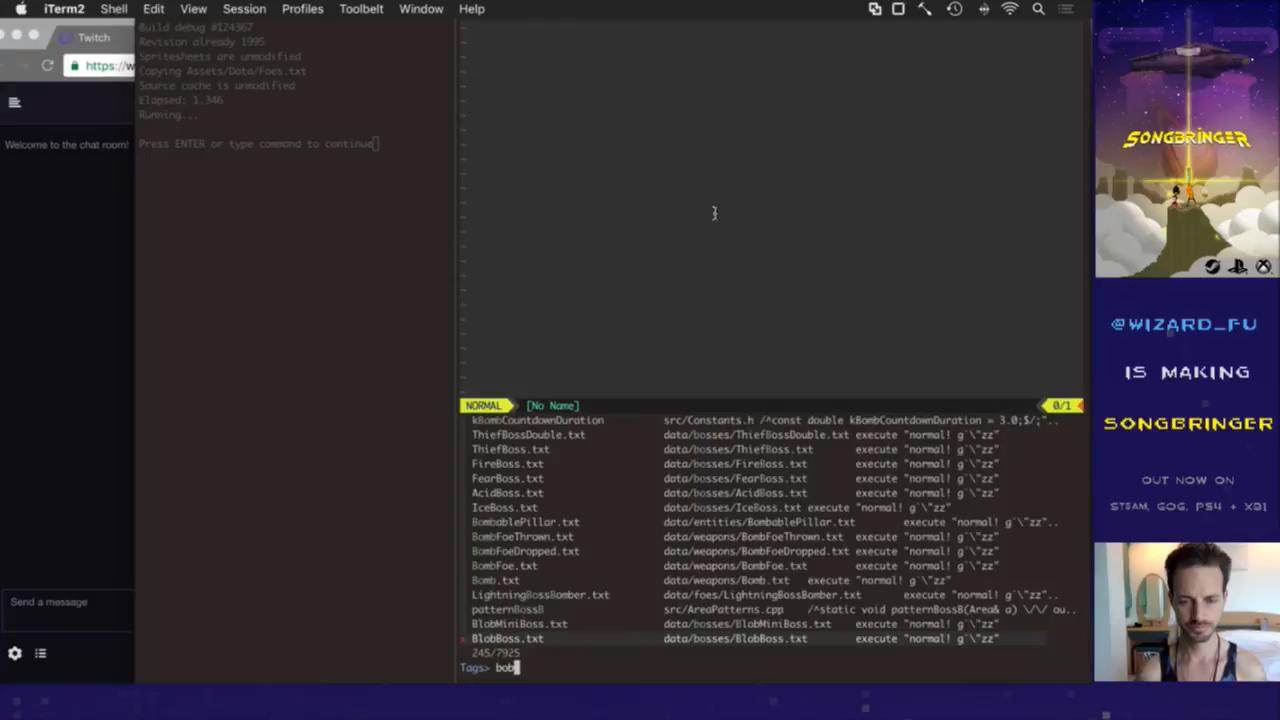 iTerm2 Shell Edit View Session Profiles Toolbelt Window Help
Twitch
https://w
Welcome to the chat room!
Send a message
Build debug #124367
Revision already 1995
Spritesheets are unmodified
Copying Assets/Data/Foes.txt
Source cache is unmodified
Elapsed: 1.346
Running...
Press ENTER or type command to continue
NORMAL [No Name] 0/1
kBombCountdownDuration src/Constants.h /^const double kBombCountdownDuration = 3.0;$/;"..
ThiefBossDouble.txt data/bosses/ThiefBossDouble.txt execute "normal! g`\"zz"
ThiefBoss.txt data/bosses/ThiefBoss.txt execute "normal! g`\"zz"
FireBoss.txt data/bosses/FireBoss.txt execute "normal! g`\"zz"
FearBoss.txt data/bosses/FearBoss.txt execute "normal! g`\"zz"
AcidBoss.txt data/bosses/AcidBoss.txt execute "normal! g`\"zz"
IceBoss.txt data/bosses/IceBoss.txt execute "normal! g`\"zz"
BombablePillar.txt data/entities/BombablePillar.txt execute "normal! g`\"zz"..
BombFoeThrown.txt data/weapons/BombFoeThrown.txt execute "normal! g`\"zz"
BombFoeDropped.txt data/weapons/BombFoeDropped.txt execute "normal! g`\"zz"
BombFoe.txt data/weapons/BombFoe.txt execute "normal! g`\"zz"
Bomb.txt data/weapons/Bomb.txt execute "normal! g`\"zz"
LightningBossBomber.txt data/foes/LightningBossBomber.txt execute "normal! g`\"zz"..
patternBossB src/AreaPatterns.cpp /^static void patternBossB(Area& a) \/\/ ou..
BlobMiniBoss.txt data/bosses/BlobMiniBoss.txt execute "normal! g`\"zz"
BlobBoss.txt data/bosses/BlobBoss.txt execute "normal! g`\"zz"
245/7925
Tags> bob
SONGBRINGER
@WIZARD_FU
IS MAKING
SONGBRINGER
OUT NOW ON
STEAM, GOG, PS4 + XB1